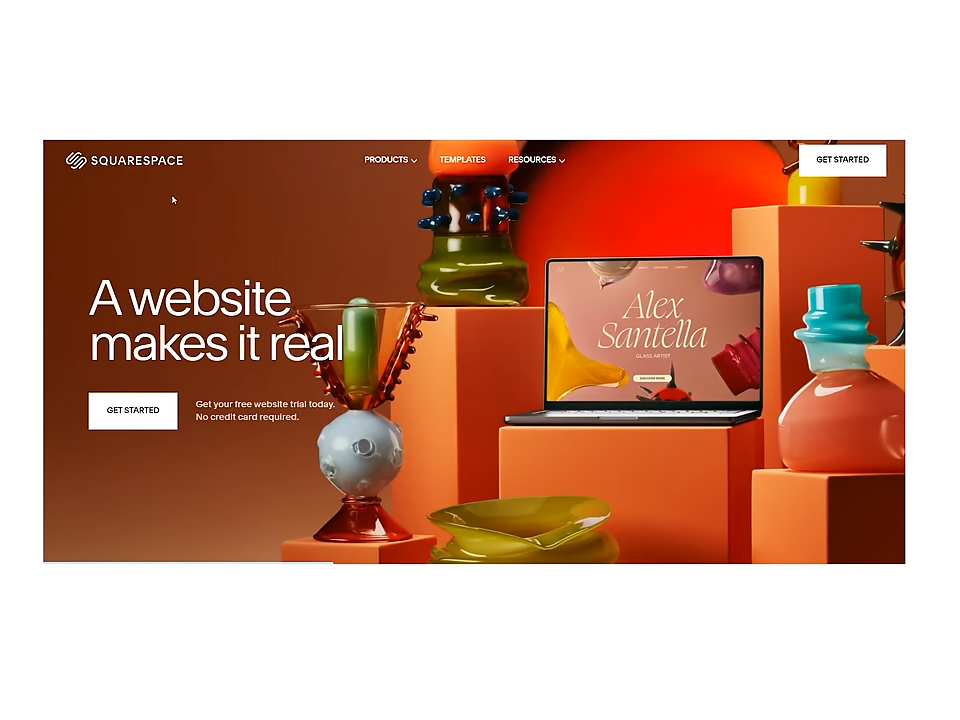 SQUARESPACE
PRODUCTS
TEMPLATES
RESOURCES
GET STARTED
A website
makes it real
GET STARTED
Get your free website trial today.
No credit card required.
Alex
Santella
GLASS ARTIST
DISCOVER MORE